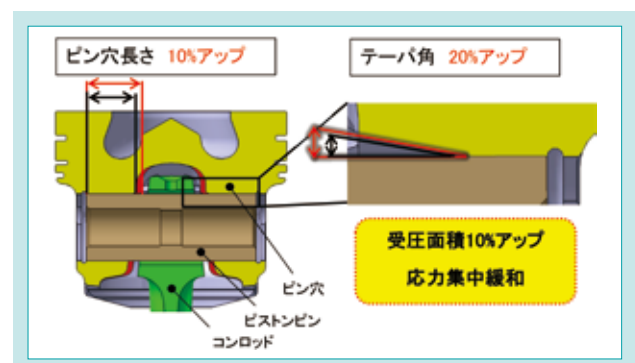 ピン穴長さ 10%アップ
テーパ角 20%アップ
受圧面積10%アップ
応力集中緩和
ピン穴
ピストンピン
コンロッド